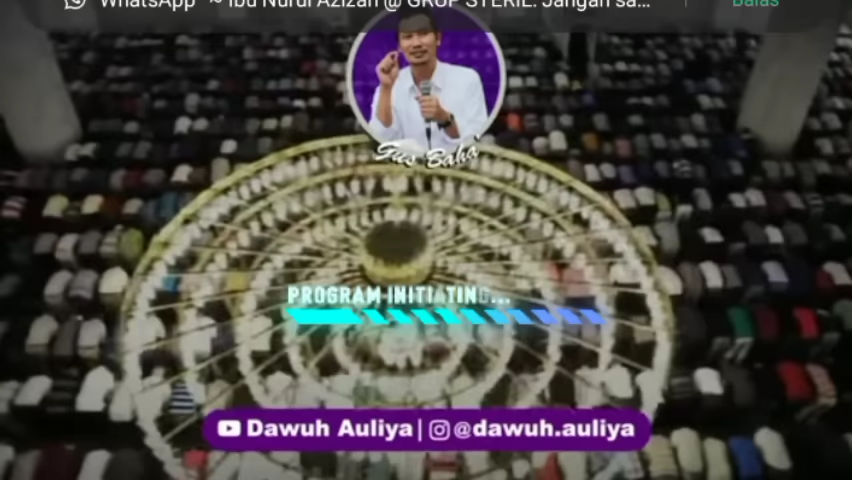 WhatsApp ~ Ibu Nurul Azizah @ GRUP STERIL: Jangan sa... Balas
Gus Baha'
PROGRAM INITIATING...
Dawuh Auliya | @dawuh.auliya